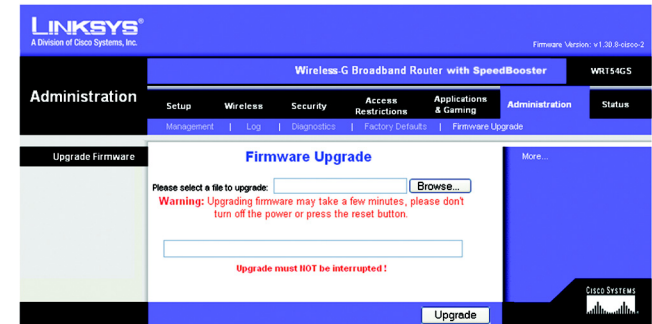 LINKSYS®
A Division of Cisco Systems, Inc.
Firmware Version: v1.30.8-cisco-2
Wireless-G Broadband Router with SpeedBooster WRT54GS
Administration
Setup Wireless Security Access Restrictions Applications & Gaming Administration Status
Management | Log | Diagnostics | Factory Defaults | Firmware Upgrade
Upgrade Firmware
Firmware Upgrade
More...
Please select a file to upgrade: Browse...
Warning: Upgrading firmware may take a few minutes, please don't
turn off the power or press the reset button.
Upgrade must NOT be interrupted !
CISCO SYSTEMS
Upgrade